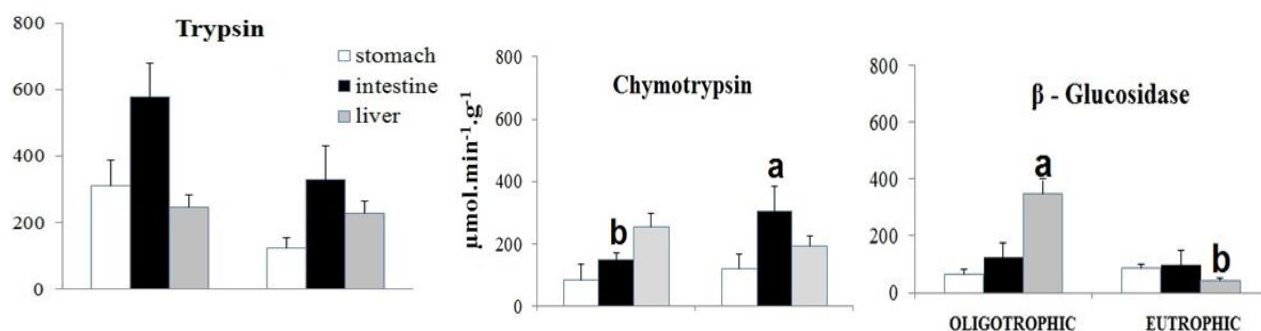 Trypsin
stomach
intestine
liver
800
600
400
200
0
Chymotrypsin
µmol.min⁻¹.g⁻¹
800
600
400
200
0
b
a
β - Glucosidase
800
600
400
200
0
a
b
OLIGOTROPHIC EUTROPHIC